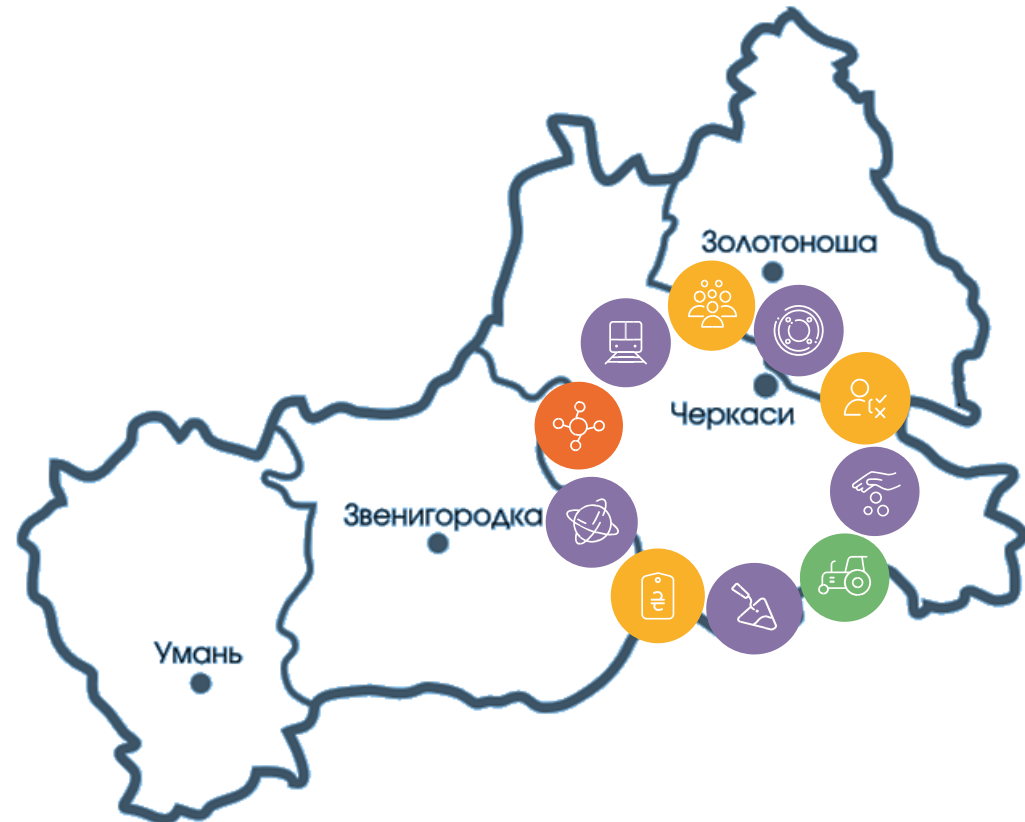 Золотоноша
Черкаси
Звенигородка
Умань